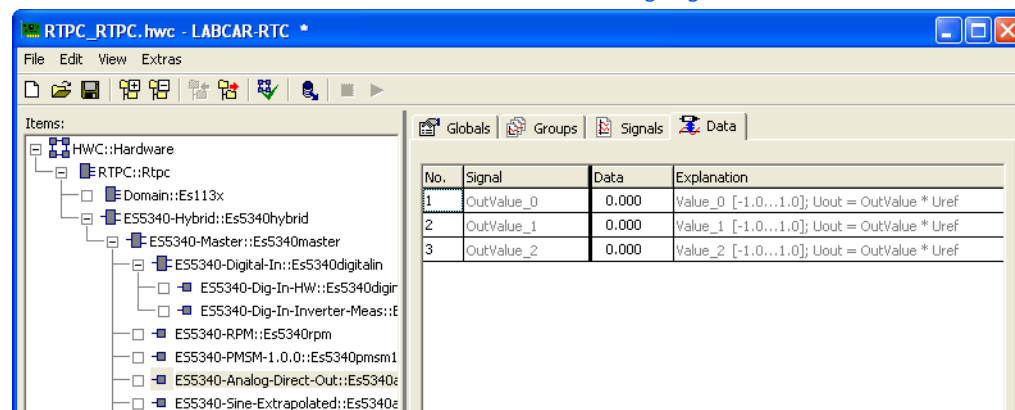 RTPC_RTPC.hwc - LABCAR-RTC *
File Edit View Extras
Items:
HWC::Hardware
RTPC::Rtpc
Domain::Es113x
ES5340-Hybrid::Es5340hybrid
ES5340-Master::Es5340master
ES5340-Digital-In::Es5340digitalin
ES5340-Dig-In-HW::Es5340digir
ES5340-Dig-In-Inverter-Meas::E
ES5340-RPM::Es5340rpm
ES5340-PMSM-1.0.0::Es5340pmsm1
ES5340-Analog-Direct-Out::Es5340a
ES5340-Sine-Extrapolated::Es5340a
Globals Groups Signals Data
No. Signal Data Explanation
1 OutValue_0 0.000 Value_0 [-1.0...1.0]; Uout = OutValue * Uref
2 OutValue_1 0.000 Value_1 [-1.0...1.0]; Uout = OutValue * Uref
3 OutValue_2 0.000 Value_2 [-1.0...1.0]; Uout = OutValue * Uref